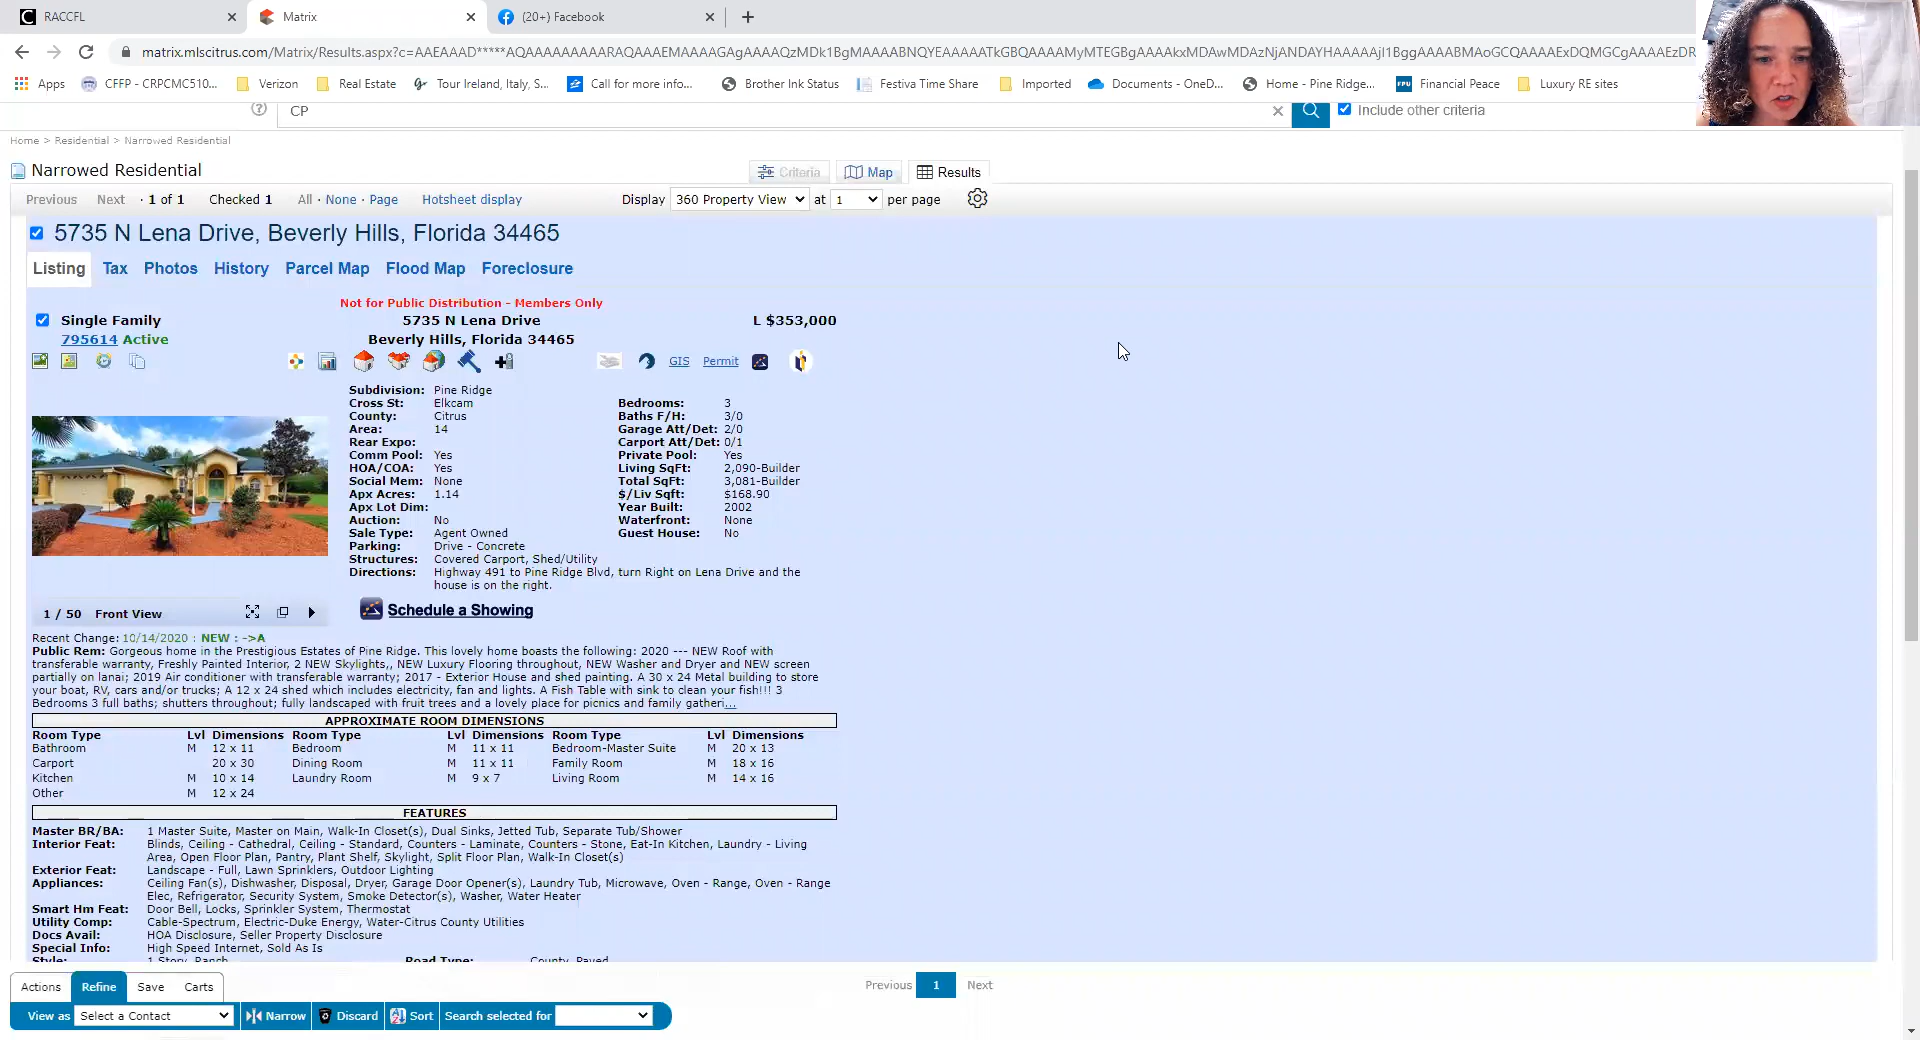 RACCFL
Matrix
(20+) Facebook
matrix.mlscitrus.com/Matrix/Results.aspx?c=AAEAAAD*****AQAAAAAAAAARAQAAAEMAAAAGAgAAAAQzMDk1BgMAAAABNQYEAAAAATkGBQAAAAMyMTEGBgAAAAkxMDAwMDAzNjANDAYHAAAAAjI1BggAAAABMAoGCQAAAAExDQMGCgAAAAEzDR
Apps
CFFP - CRPCMC510...
Verizon
Real Estate
Tour Ireland, Italy, S...
Call for more info...
Brother Ink Status
Festiva Time Share
Imported
Documents - OneD...
Home - Pine Ridge...
FPU Financial Peace
Luxury RE sites
CP
Include other criteria
Home > Residential > Narrowed Residential
Narrowed Residential
Criteria Map Results
Previous Next · 1 of 1 Checked 1 All · None · Page Hotsheet display Display 360 Property View at 1 per page
5735 N Lena Drive, Beverly Hills, Florida 34465
Listing Tax Photos History Parcel Map Flood Map Foreclosure
Not for Public Distribution - Members Only
Single Family 5735 N Lena Drive L $353,000
795614 Active Beverly Hills, Florida 34465
GIS Permit
Subdivision: Pine Ridge
Cross St: Elkcam Bedrooms: 3
County: Citrus Baths F/H: 3/0
Area: 14 Garage Att/Det: 2/0
Rear Expo: Carport Att/Det: 0/1
Comm Pool: Yes Private Pool: Yes
HOA/COA: Yes Living SqFt: 2,090-Builder
Social Mem: None Total SqFt: 3,081-Builder
Apx Acres: 1.14 $/Liv Sqft: $168.90
Apx Lot Dim: Year Built: 2002
Auction: No Waterfront: None
Sale Type: Agent Owned Guest House: No
Parking: Drive - Concrete
Structures: Covered Carport, Shed/Utility
Directions: Highway 491 to Pine Ridge Blvd, turn Right on Lena Drive and the
house is on the right.
1 / 50 Front View
Schedule a Showing
Recent Change: 10/14/2020 : NEW : ->A
Public Rem: Gorgeous home in the Prestigious Estates of Pine Ridge. This lovely home boasts the following: 2020 --- NEW Roof with
transferable warranty, Freshly Painted Interior, 2 NEW Skylights,, NEW Luxury Flooring throughout, NEW Washer and Dryer and NEW screen
partially on lanai; 2019 Air conditioner with transferable warranty; 2017 - Exterior House and shed painting. A 30 x 24 Metal building to store
your boat, RV, cars and/or trucks; A 12 x 24 shed which includes electricity, fan and lights. A Fish Table with sink to clean your fish!!! 3
Bedrooms 3 full baths; shutters throughout; fully landscaped with fruit trees and a lovely place for picnics and family gatheri...
APPROXIMATE ROOM DIMENSIONS
Room Type Lvl Dimensions Room Type Lvl Dimensions Room Type Lvl Dimensions
Bathroom M 12 x 11 Bedroom M 11 x 11 Bedroom-Master Suite M 20 x 13
Carport 20 x 30 Dining Room M 11 x 11 Family Room M 18 x 16
Kitchen M 10 x 14 Laundry Room M 9 x 7 Living Room M 14 x 16
Other M 12 x 24
FEATURES
Master BR/BA: 1 Master Suite, Master on Main, Walk-In Closet(s), Dual Sinks, Jetted Tub, Separate Tub/Shower
Interior Feat: Blinds, Ceiling - Cathedral, Ceiling - Standard, Counters - Laminate, Counters - Stone, Eat-In Kitchen, Laundry - Living
Area, Open Floor Plan, Pantry, Plant Shelf, Skylight, Split Floor Plan, Walk-In Closet(s)
Exterior Feat: Landscape - Full, Lawn Sprinklers, Outdoor Lighting
Appliances: Ceiling Fan(s), Dishwasher, Disposal, Dryer, Garage Door Opener(s), Laundry Tub, Microwave, Oven - Range, Oven - Range
Elec, Refrigerator, Security System, Smoke Detector(s), Washer, Water Heater
Smart Hm Feat: Door Bell, Locks, Sprinkler System, Thermostat
Utility Comp: Cable-Spectrum, Electric-Duke Energy, Water-Citrus County Utilities
Docs Avail: HOA Disclosure, Seller Property Disclosure
Special Info: High Speed Internet, Sold As Is
Style: 1 Story, Ranch Road Type: County, Paved
Actions Refine Save Carts Previous 1 Next
View as Select a Contact Narrow Discard Sort Search selected for